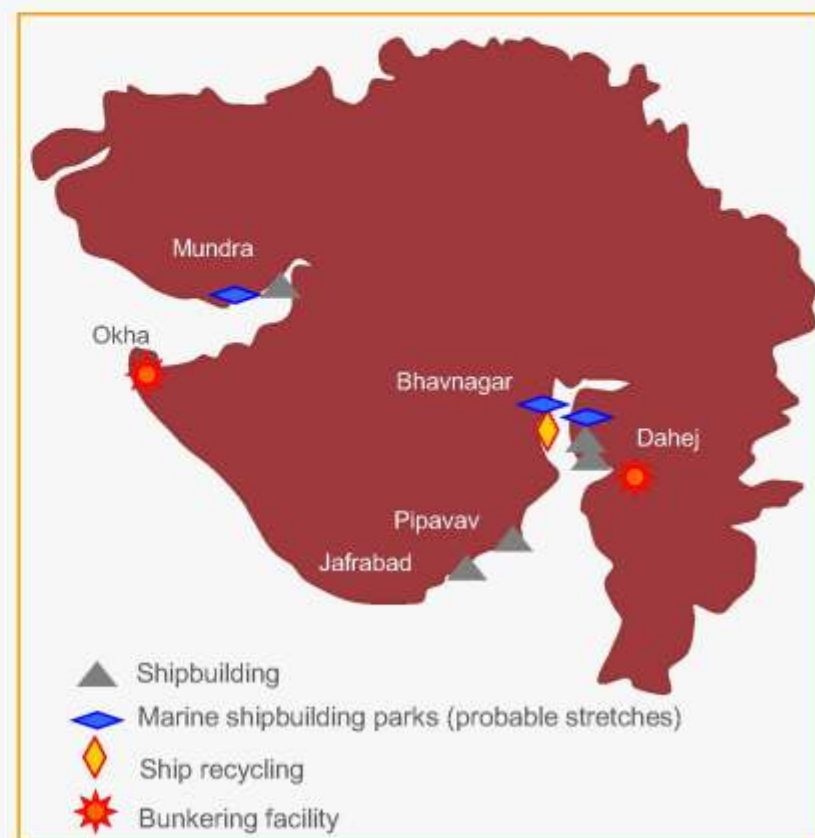 Mundra
Okha
Bhavnagar
Dahej
Pipavav
Jafrabad
Shipbuilding
Marine shipbuilding parks (probable stretches)
Ship recycling
Bunkering facility